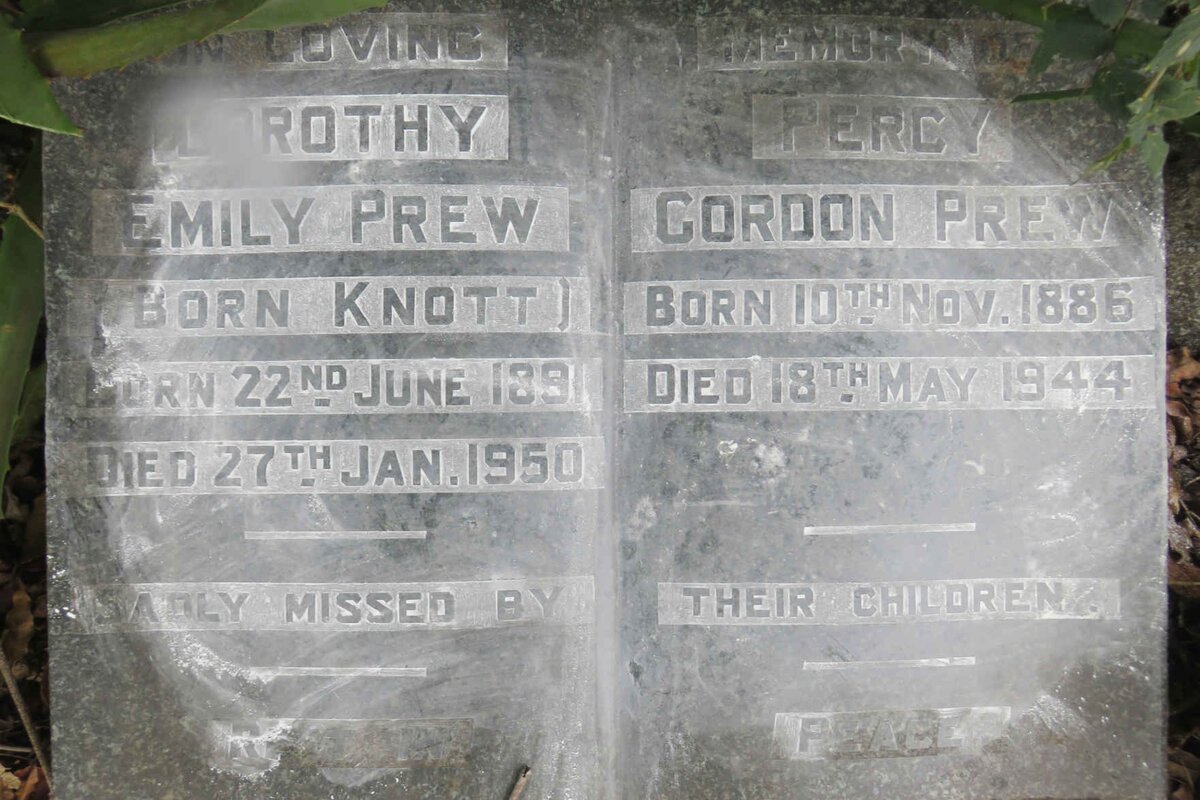 IN LOVING
DOROTHY
EMILY PREW
(BORN KNOTT)
BORN 22ND JUNE 1891
DIED 27TH JAN. 1950
SADLY MISSED BY
MEMORY
PERCY
GORDON PREW
BORN 10TH NOV. 1886
DIED 18TH MAY 1944
THEIR CHILDREN.
PEACE